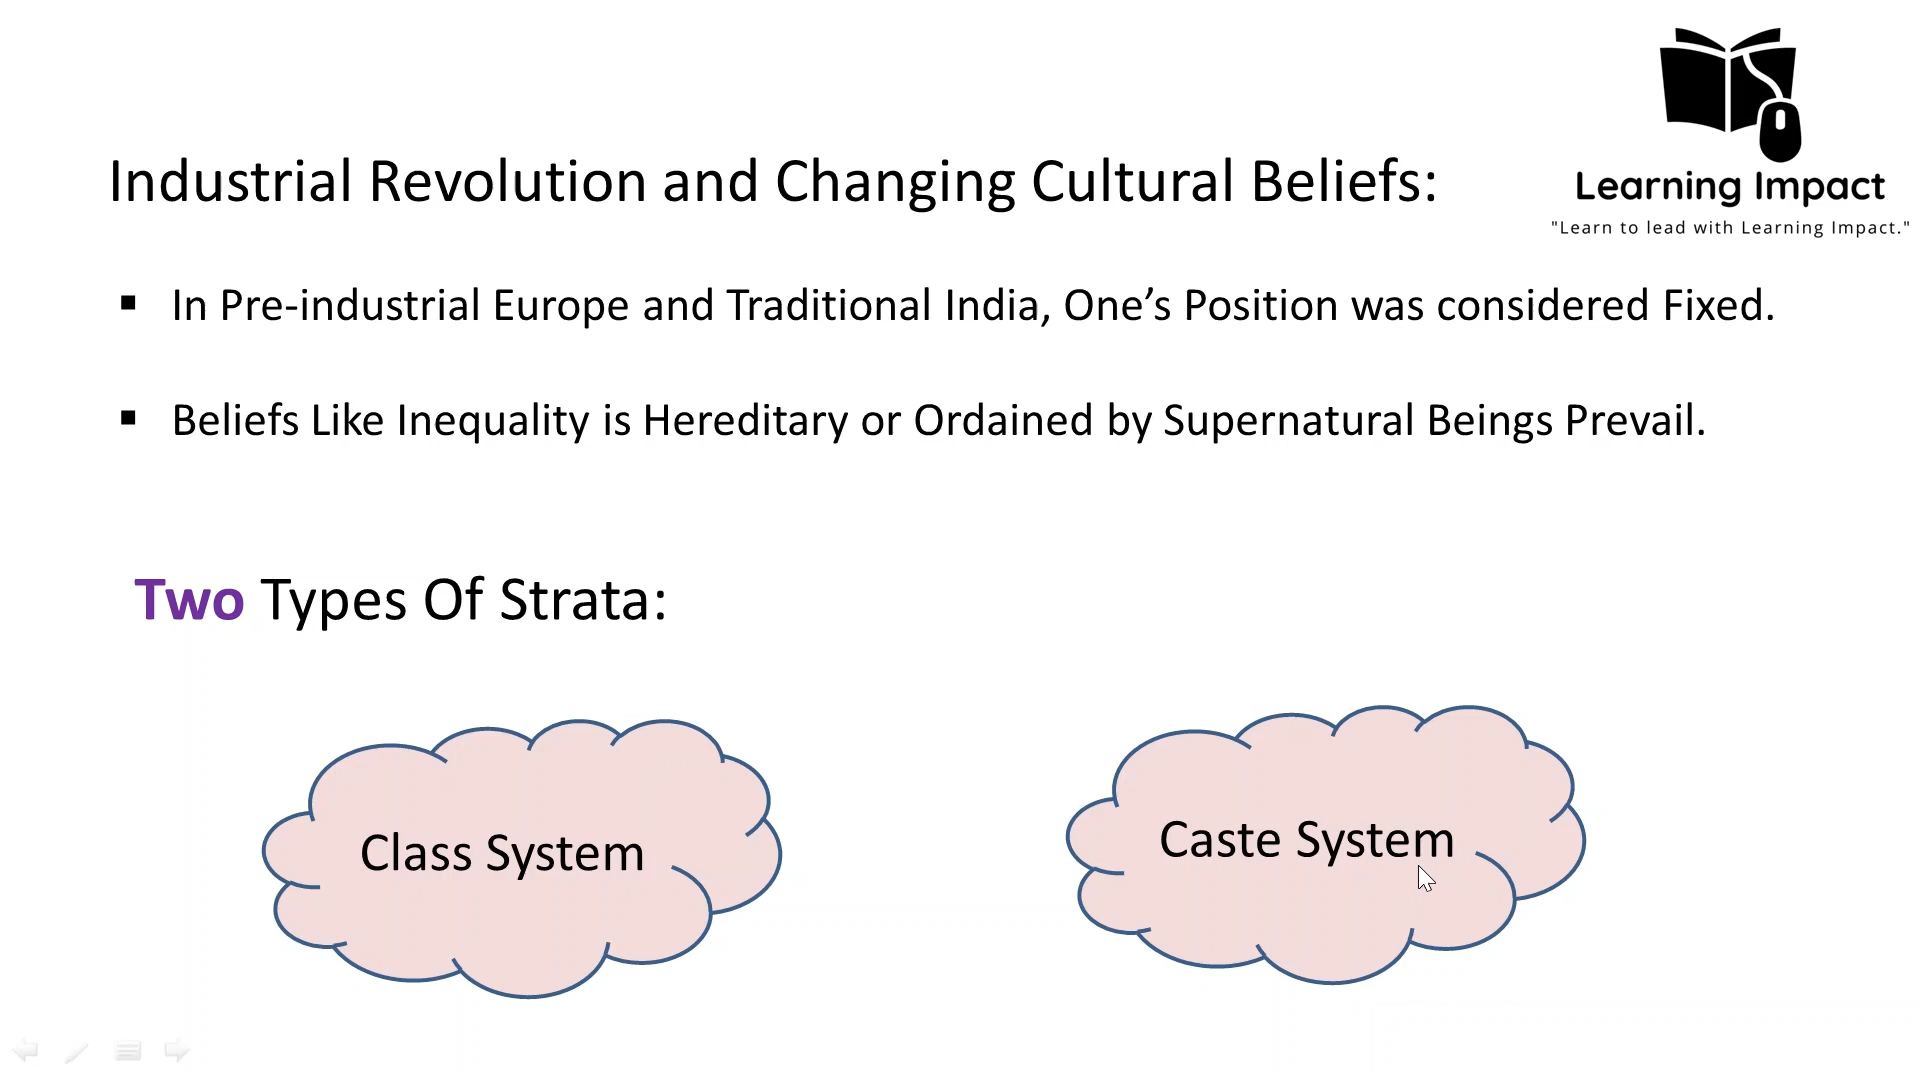 Learning Impact
"Learn to lead with Learning Impact."
Industrial Revolution and Changing Cultural Beliefs:
▪ In Pre-industrial Europe and Traditional India, One’s Position was considered Fixed.
▪ Beliefs Like Inequality is Hereditary or Ordained by Supernatural Beings Prevail.
Two Types Of Strata:
Class System
Caste System